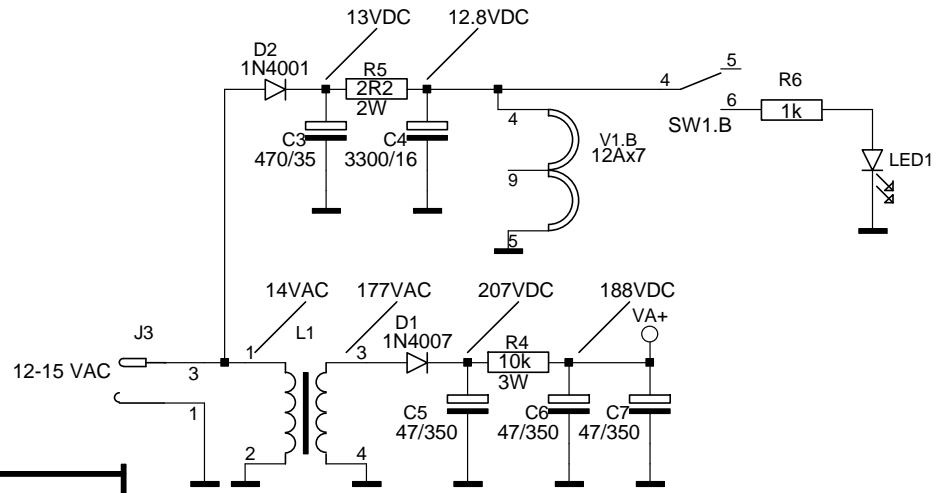 13VDC
12.8VDC
D2
1N4001
R5
2R2
2W
C3
470/35
C4
3300/16
4
9
5
V1.B
12Ax7
4
5
6
SW1.B
R6
1k
LED1
14VAC
177VAC
207VDC
188VDC
VA+
J3
12-15 VAC
3
1
L1
1
2
3
4
D1
1N4007
R4
10k
3W
C5
47/350
C6
47/350
C7
47/350